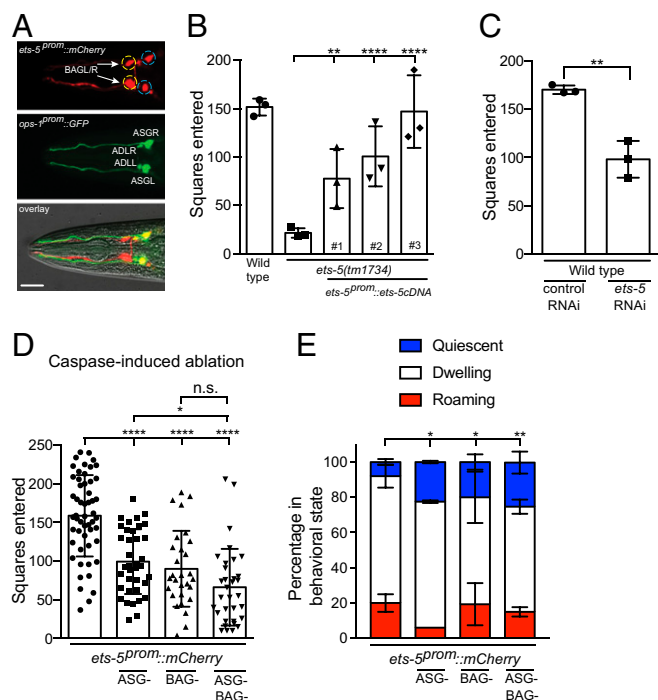 A
ets-5prom::mCherry
BAGL/R
ops-1prom::GFP
ASGR
ADLR
ADLL
ASGL
overlay
B
** **** ****
Squares entered
200
150
100
50
0
#1 #2 #3
Wild type
ets-5(tm1734)
ets-5prom::ets-5cDNA
C
**
Squares entered
200
150
100
50
0
Wild type
control RNAi
ets-5 RNAi
D
Caspase-induced ablation
n.s.
*
**** **** ****
Squares entered
250
200
150
100
50
0
ets-5prom::mCherry
ASG- BAG- ASG- BAG-
E
Quiescent
Dwelling
Roaming
* * **
Percentage in behavioral state
100
80
60
40
20
0
ets-5prom::mCherry
ASG- BAG- ASG- BAG-